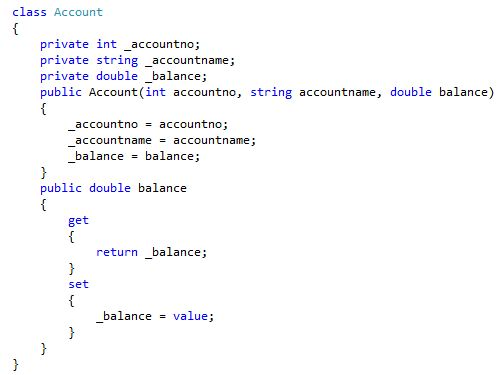 class Account
{
    private int _accountno;
    private string _accountname;
    private double _balance;
    public Account(int accountno, string accountname, double balance)
    {
        _accountno = accountno;
        _accountname = accountname;
        _balance = balance;
    }
    public double balance
    {
        get
        {
            return _balance;
        }
        set
        {
            _balance = value;
        }
    }
}